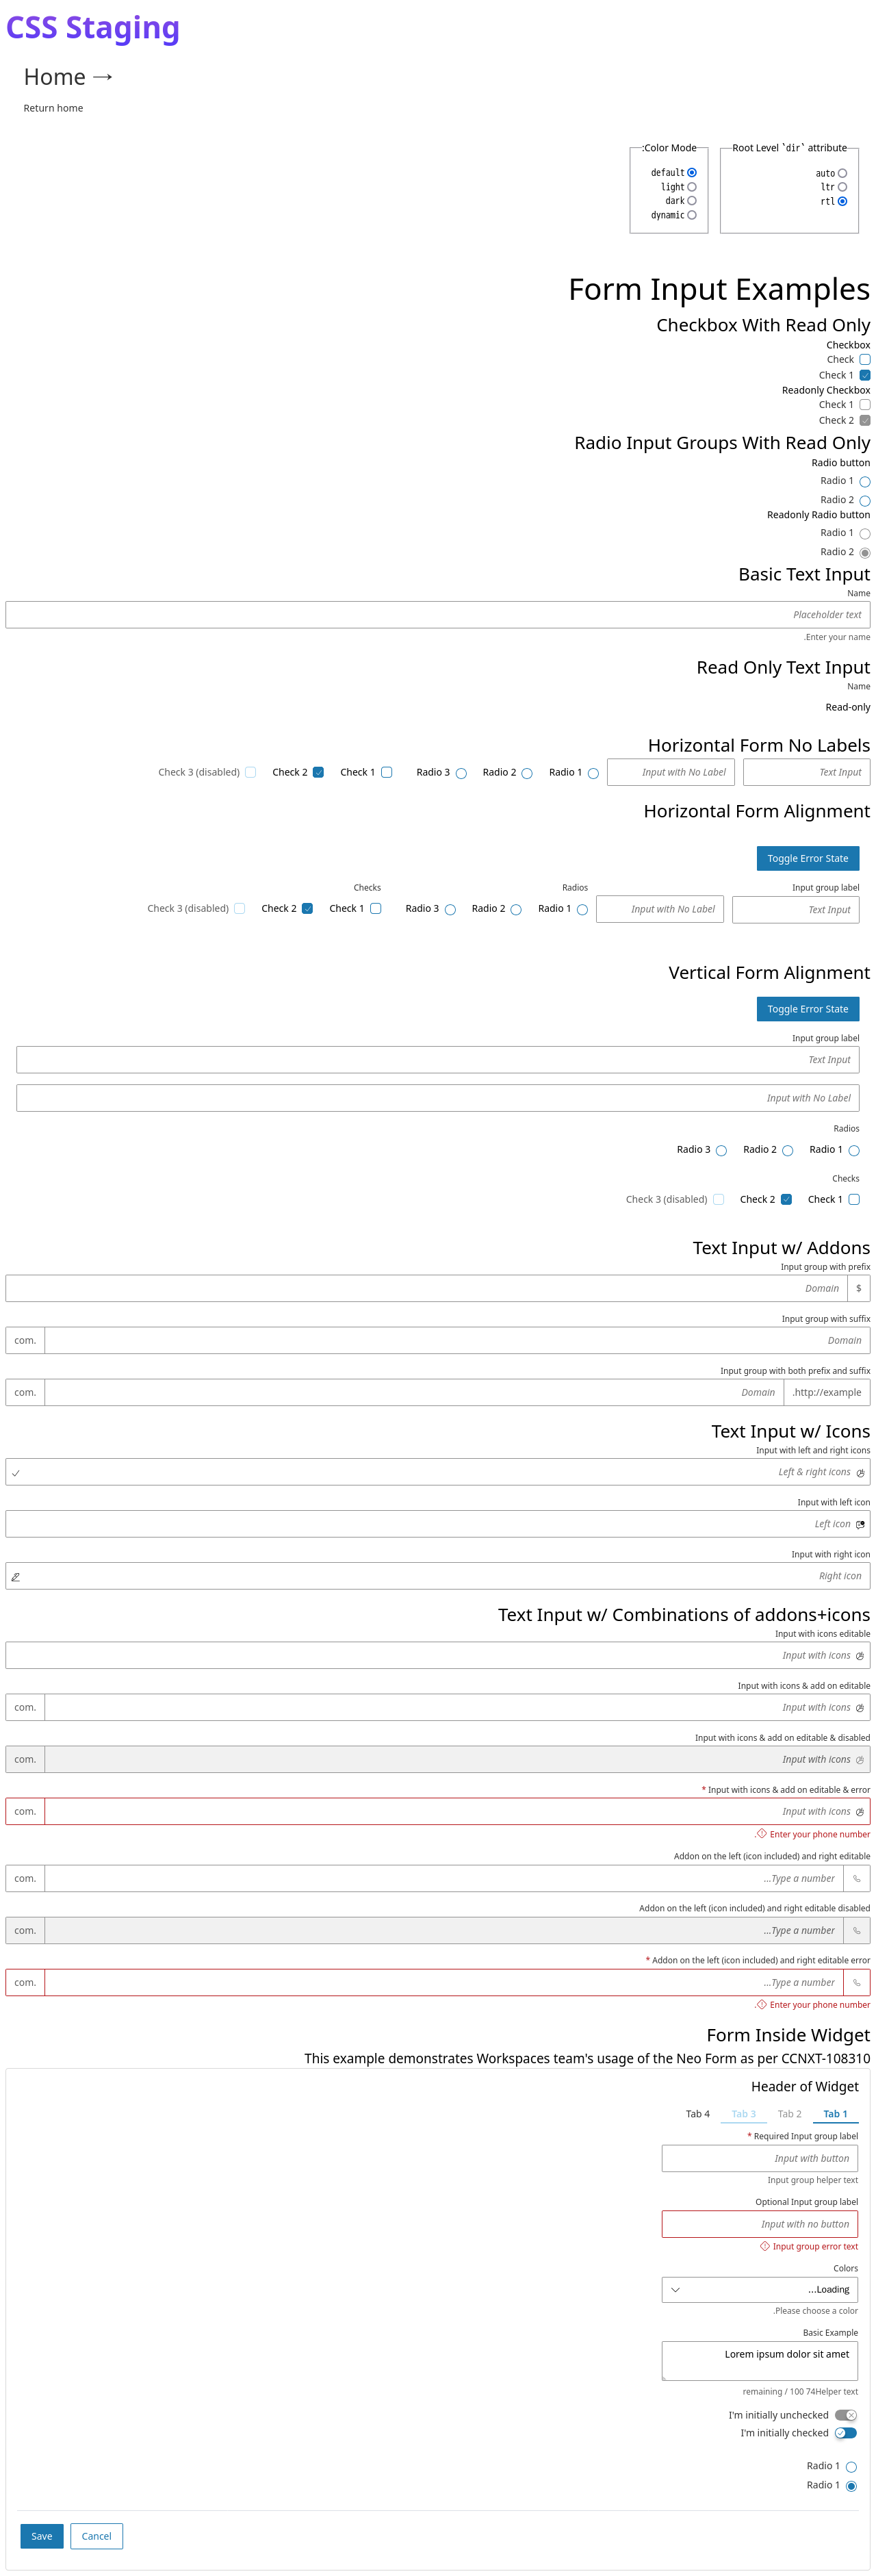 CSS Staging
Home →
Return home
Root Level `dir` attribute
auto
ltr
rtl
:Color Mode
default
light
dark
dynamic
Form Input Examples
Checkbox With Read Only
Checkbox
Check
Check 1
Readonly Checkbox
Check 1
Check 2
Radio Input Groups With Read Only
Radio button
Radio 1
Radio 2
Readonly Radio button
Radio 1
Radio 2
Basic Text Input
Name
Placeholder text
.Enter your name
Read Only Text Input
Name
Read-only
Horizontal Form No Labels
Check 3 (disabled) Check 2 Check 1 Radio 3 Radio 2 Radio 1 Input with No Label Text Input
Horizontal Form Alignment
Toggle Error State
Checks Radios Input group label
Check 3 (disabled) Check 2 Check 1 Radio 3 Radio 2 Radio 1 Input with No Label Text Input
Vertical Form Alignment
Toggle Error State
Input group label
Text Input
Input with No Label
Radios
Radio 3 Radio 2 Radio 1
Checks
Check 3 (disabled) Check 2 Check 1
Text Input w/ Addons
Input group with prefix
Domain $
Input group with suffix
com. Domain
Input group with both prefix and suffix
com. Domain .http://example
Text Input w/ Icons
Input with left and right icons
Left & right icons
Input with left icon
Left icon
Input with right icon
Right icon
Text Input w/ Combinations of addons+icons
Input with icons editable
Input with icons
Input with icons & add on editable
com. Input with icons
Input with icons & add on editable & disabled
com. Input with icons
* Input with icons & add on editable & error
com. Input with icons
. Enter your phone number
Addon on the left (icon included) and right editable
com. ...Type a number
Addon on the left (icon included) and right editable disabled
com. ...Type a number
* Addon on the left (icon included) and right editable error
com. ...Type a number
. Enter your phone number
Form Inside Widget
This example demonstrates Workspaces team's usage of the Neo Form as per CCNXT-108310
Header of Widget
Tab 4 Tab 3 Tab 2 Tab 1
* Required Input group label
Input with button
Input group helper text
Optional Input group label
Input with no button
Input group error text
Colors
...Loading
.Please choose a color
Basic Example
Lorem ipsum dolor sit amet
remaining / 100 74Helper text
I'm initially unchecked
I'm initially checked
Radio 1
Radio 1
Save Cancel